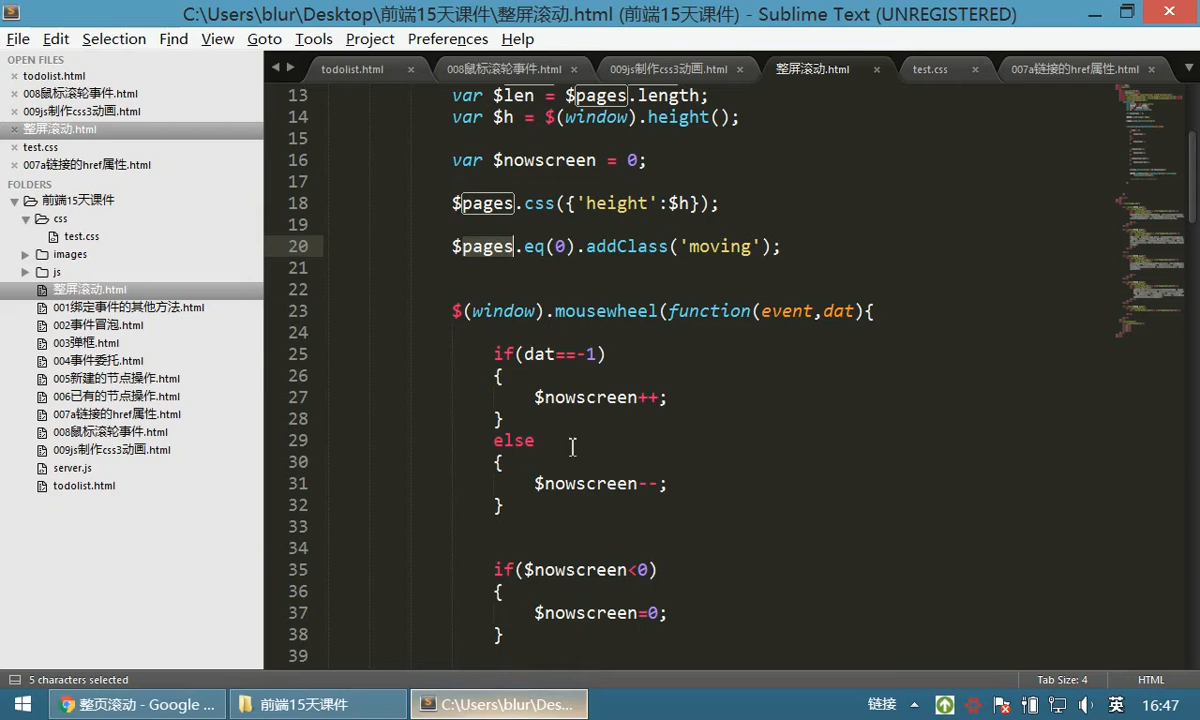 C:\Users\blur\Desktop\前端15天课件\整屏滚动.html (前端15天课件) - Sublime Text (UNREGISTERED)
File Edit Selection Find View Goto Tools Project Preferences Help
OPEN FILES
todolist.html
008鼠标滚轮事件.html
009js制作css3动画.html
整屏滚动.html
test.css
007a链接的href属性.html
FOLDERS
前端15天课件
css
test.css
images
js
整屏滚动.html
001绑定事件的其他方法.html
002事件冒泡.html
003弹框.html
004事件委托.html
005新建的节点操作.html
006已有的节点操作.html
007a链接的href属性.html
008鼠标滚轮事件.html
009js制作css3动画.html
server.js
todolist.html
todolist.html 008鼠标滚轮事件.html 009js制作css3动画.html 整屏滚动.html test.css 007a链接的href属性.html
13 var $len = $pages.length;
14 var $h = $(window).height();
15
16 var $nowscreen = 0;
17
18 $pages.css({'height':$h});
19
20 $pages.eq(0).addClass('moving');
21
22
23 $(window).mousewheel(function(event,dat){
24
25 if(dat==-1)
26 {
27 $nowscreen++;
28 }
29 else
30 {
31 $nowscreen--;
32 }
33
34
35 if($nowscreen<0)
36 {
37 $nowscreen=0;
38 }
39
5 characters selected Tab Size: 4 HTML
整页滚动 - Google ... 前端15天课件 C:\Users\blur\Des... 链接 英 16:47